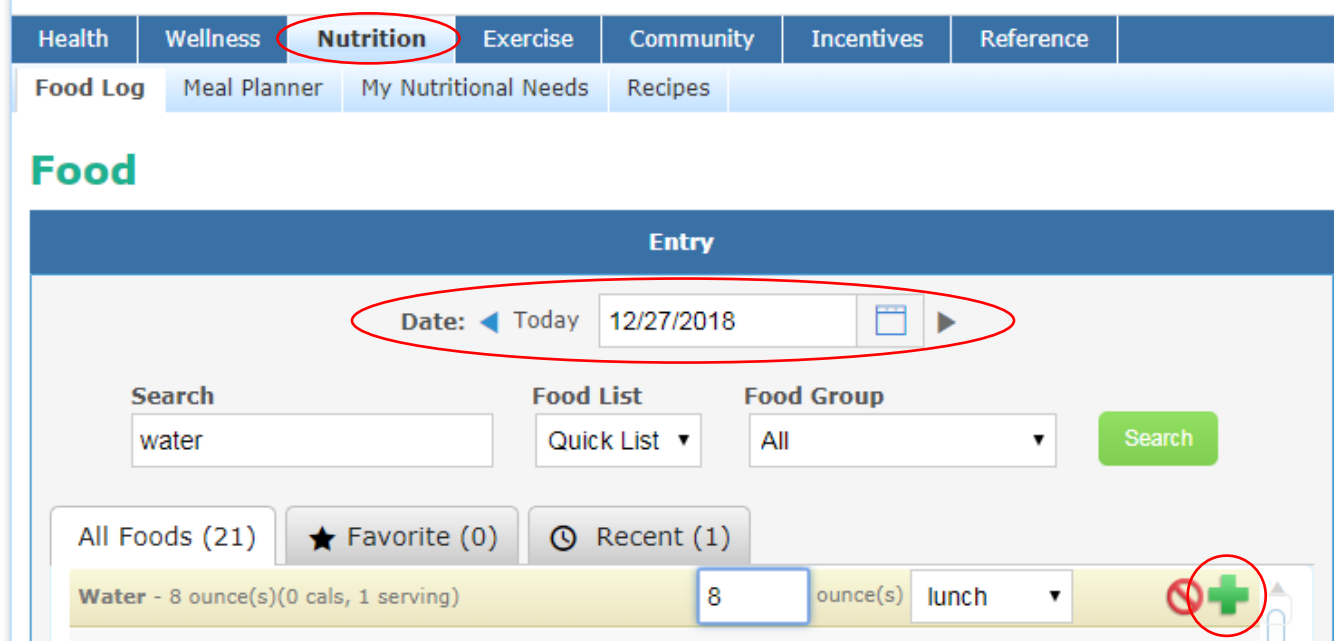 Health Wellness Nutrition Exercise Community Incentives Reference
Food Log Meal Planner My Nutritional Needs Recipes
Food
Entry
Date: Today 12/27/2018
Search Food List Food Group
water Quick List All Search
All Foods (21) Favorite (0) Recent (1)
Water - 8 ounce(s)(0 cals, 1 serving) 8 ounce(s) lunch